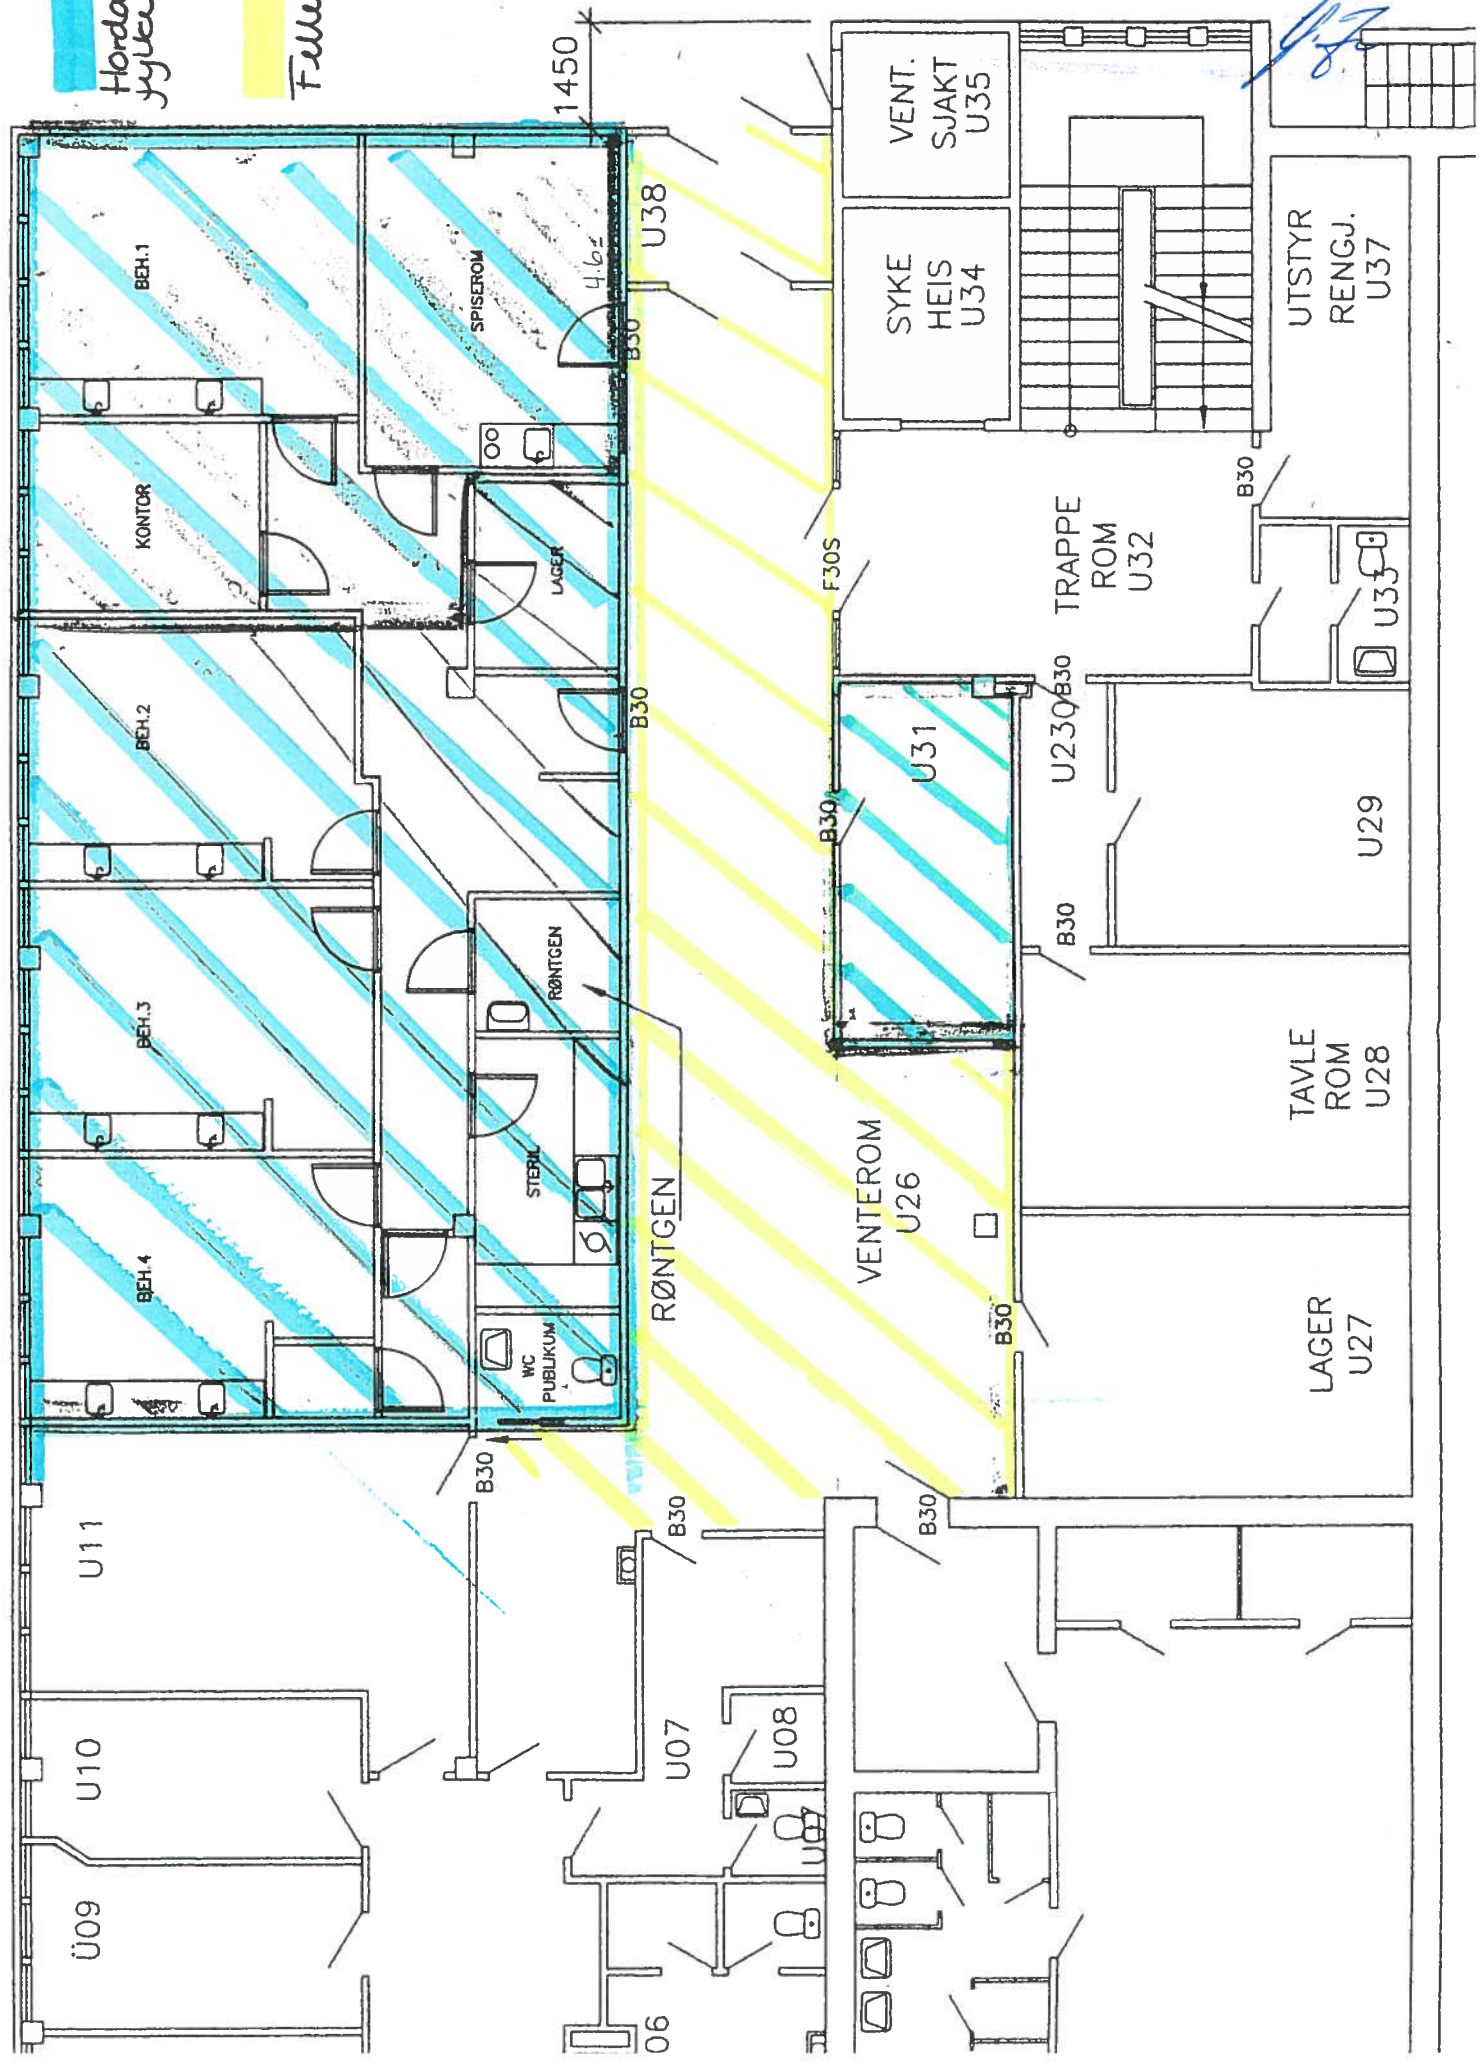 Horda
fylke
Felle
1450
BEH.1
SPISEROM
4.6
U38
B30
VENT.
SJAKT
U35
SYKE
HEIS
U34
UTSTYR
RENGJ.
U37
KONTOR
LAGER
F30S
TRAPPE
ROM
U32
B30
U33
BEH.2
B30
B30
U31
U230
B30
U29
BEH.3
RØNTGEN
B30
STERIL
RØNTGEN
VENTEROM
U26
TAVLE
ROM
U28
BEH.4
WC
PUBLIKUM
B30
LAGER
U27
B30
U11
B30
B30
U10
U07
U08
U09
06